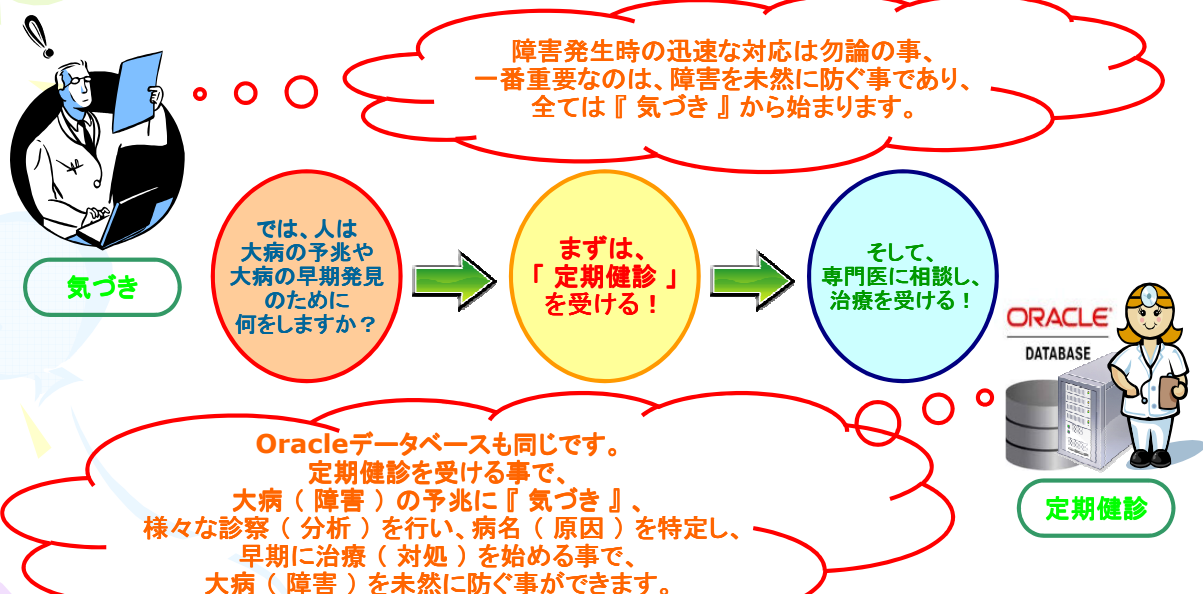 障害発生時の迅速な対応は勿論の事、
一番重要なのは、障害を未然に防ぐ事であり、
全ては『 気づき 』から始まります。
気づき
では、人は
大病の予兆や
大病の早期発見
のために
何をしますか？
まずは、
「 定期健診 」
を受ける！
そして、
専門医に相談し、
治療を受ける！
ORACLE
DATABASE
定期健診
Oracleデータベースも同じです。
定期健診を受ける事で、
大病（ 障害 ）の予兆に『 気づき 』、
様々な診察（ 分析 ）を行い、病名（ 原因 ）を特定し、
早期に治療（ 対処 ）を始める事で、
大病（ 障害 ）を未然に防ぐ事ができます。